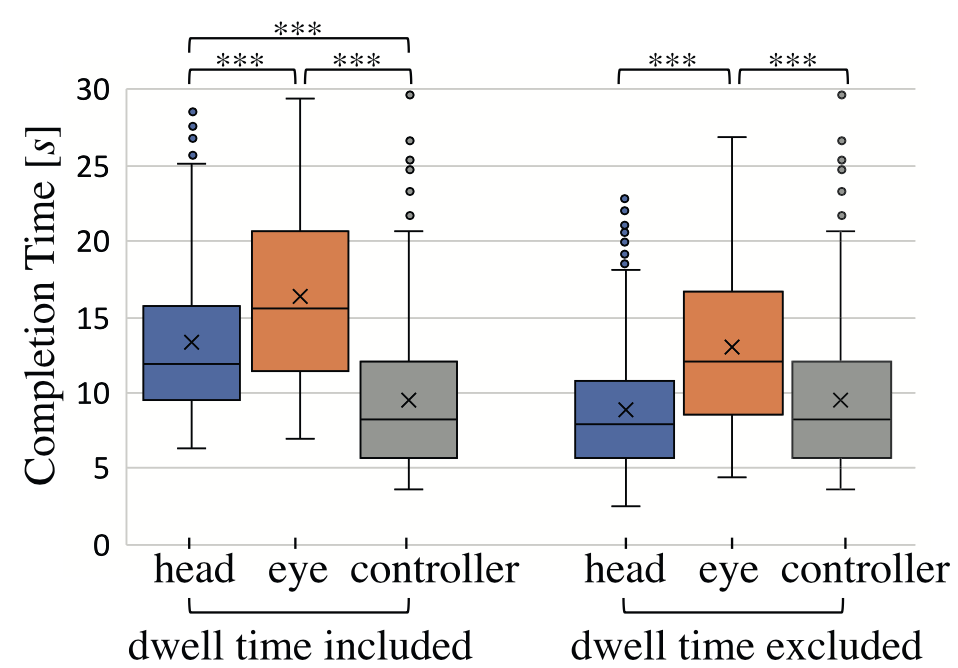 ***
*** *** *** ***
30
25
20
15
10
5
0
Completion Time [s]
head eye controller head eye controller
dwell time included dwell time excluded